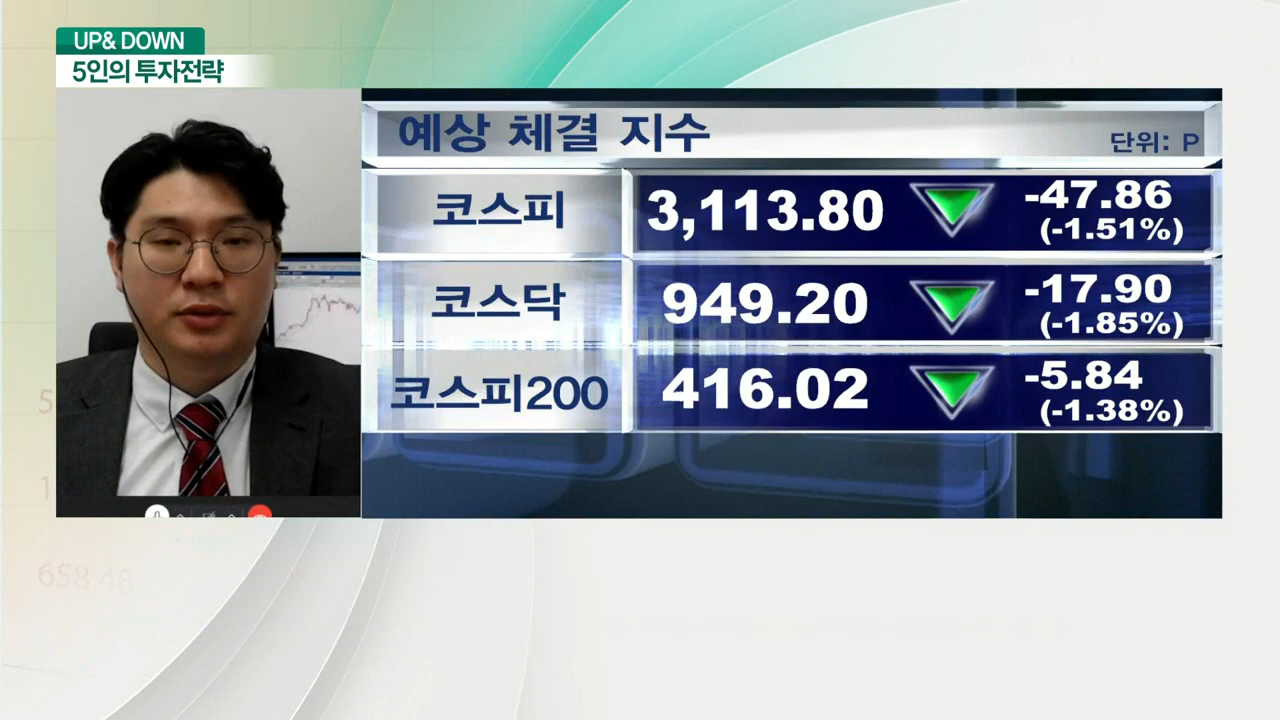 UP& DOWN
5인의 투자전략
예상 체결 지수
단위: P
코스피 3,113.80 -47.86 (-1.51%)
코스닥 949.20 -17.90 (-1.85%)
코스피200 416.02 -5.84 (-1.38%)
658.48